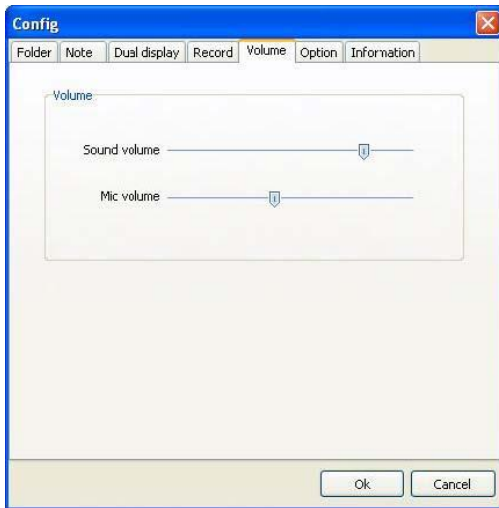 Config
Folder Note Dual display Record Volume Option Information
Volume
Sound volume
Mic volume
Ok Cancel